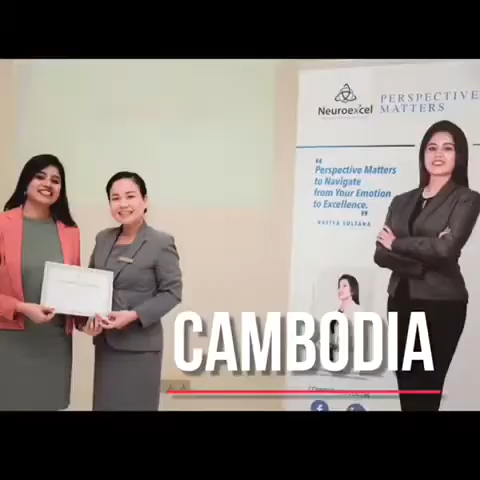 Neuroexcel
PERSPECTIVE
MATTERS
"Perspective Matters
to Navigate
from Your Emotion
to Excellence."
CAMBODIA